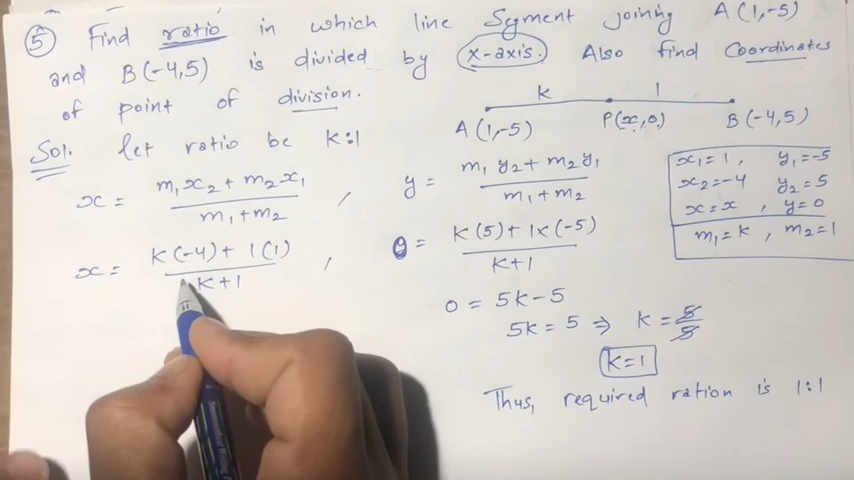 ⑤ Find ratio in which line Segment joining A(1,-5)
and B(-4,5) is divided by x-axis. Also find Coordinates
of point of division.
k 1
A(1,-5) P(x,0) B(-4,5)
Sol. let ratio be K:1
x = m₁x₂ + m₂x₁ / m₁+m₂ , y = m₁y₂ + m₂y₁ / m₁+m₂
x₁=1, y₁=-5
x₂=-4 y₂=5
x=x, y=0
m₁=k, m₂=1
x = K(-4) + 1(1) / K+1 , 0 = K(5) + 1x(-5) / K+1
0 = 5K-5
5K = 5 ⇒ K = 5/5
K=1
Thus, required ration is 1:1